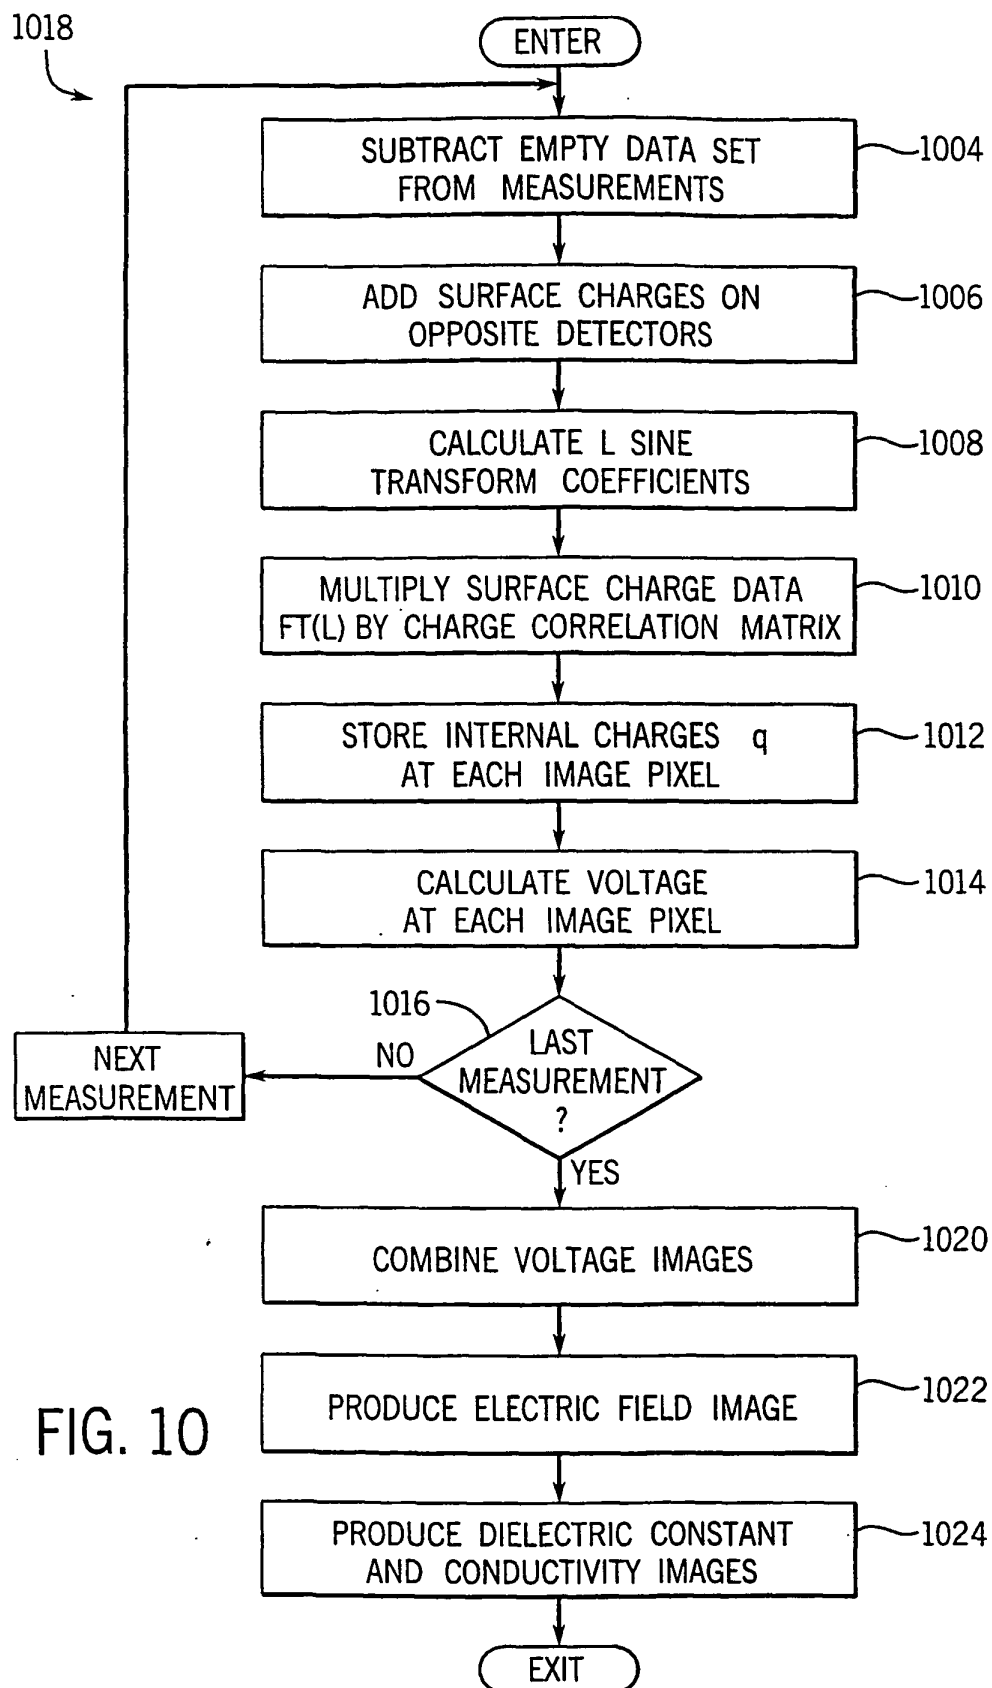 1018
ENTER
SUBTRACT EMPTY DATA SET
FROM MEASUREMENTS
1004
ADD SURFACE CHARGES ON
OPPOSITE DETECTORS
1006
CALCULATE L SINE
TRANSFORM COEFFICIENTS
1008
MULTIPLY SURFACE CHARGE DATA
FT(L) BY CHARGE CORRELATION MATRIX
1010
STORE INTERNAL CHARGES q
AT EACH IMAGE PIXEL
1012
CALCULATE VOLTAGE
AT EACH IMAGE PIXEL
1014
1016
LAST
MEASUREMENT
?
NO
NEXT
MEASUREMENT
YES
COMBINE VOLTAGE IMAGES
1020
PRODUCE ELECTRIC FIELD IMAGE
1022
FIG. 10
PRODUCE DIELECTRIC CONSTANT
AND CONDUCTIVITY IMAGES
1024
EXIT